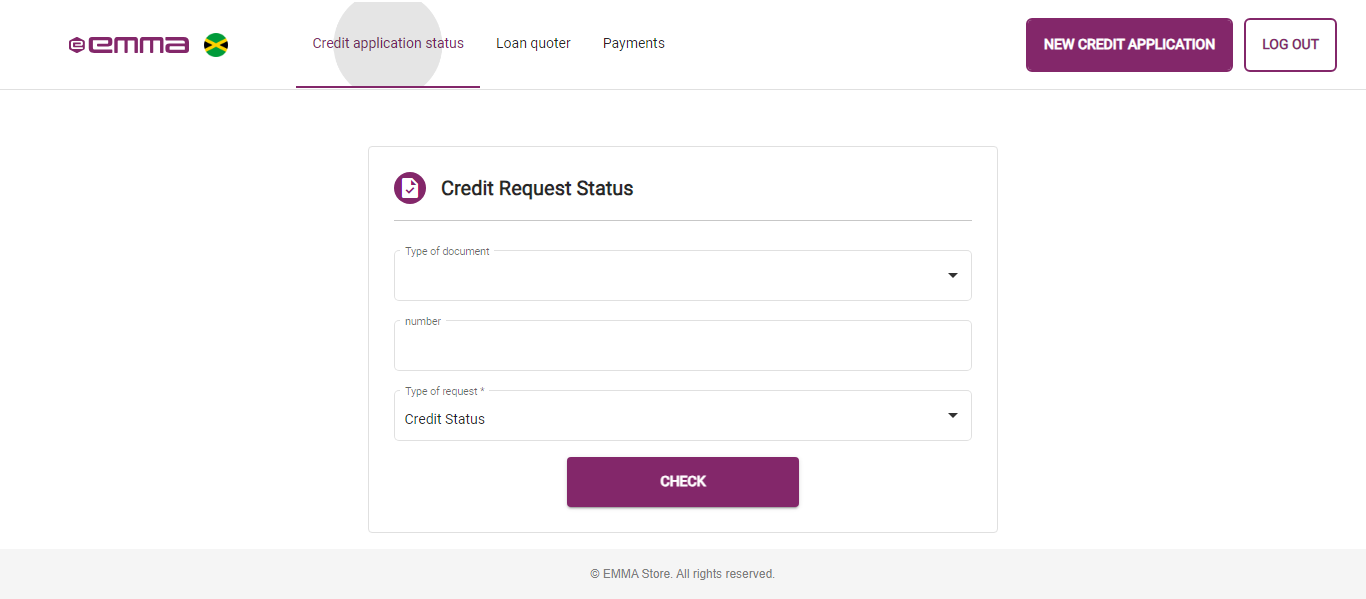 emma
Credit application status
Loan quoter
Payments
NEW CREDIT APPLICATION
LOG OUT
Credit Request Status
Type of document
number
Type of request *
Credit Status
CHECK
© EMMA Store. All rights reserved.